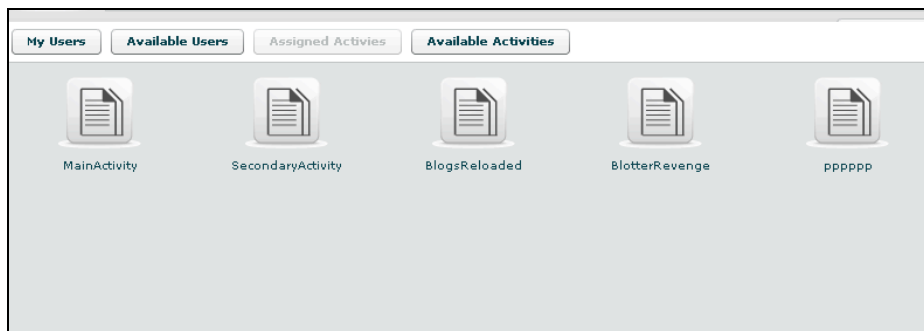 My Users Available Users Assigned Activies Available Activities
MainActivity SecondaryActivity BlogsReloaded BlotterRevenge pppppp